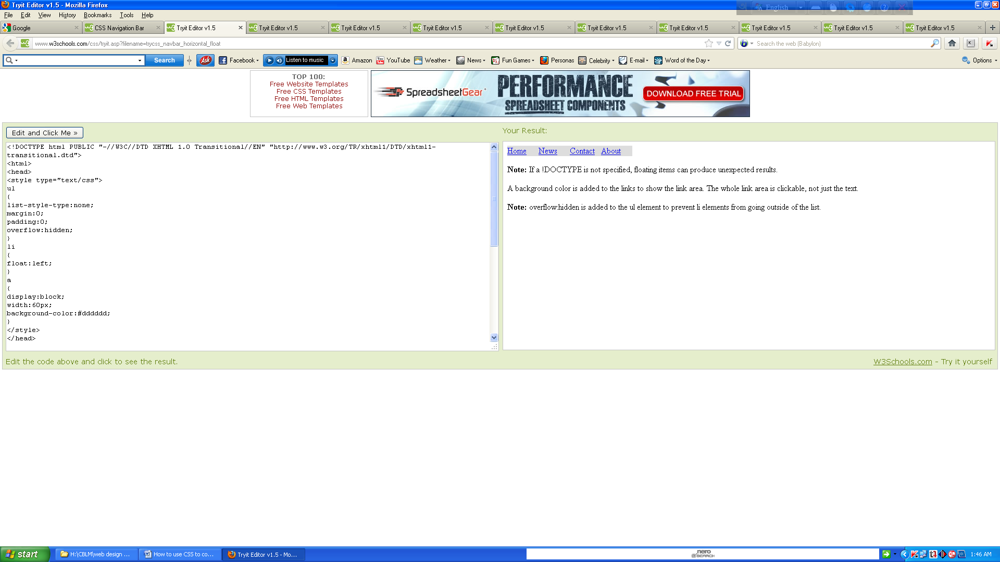 Tryit Editor v1.5 - Mozilla Firefox
English
File Edit View History Bookmarks Tools Help
Google
CSS Navigation Bar
Tryit Editor v1.5
Tryit Editor v1.5
Tryit Editor v1.5
Tryit Editor v1.5
Tryit Editor v1.5
Tryit Editor v1.5
Tryit Editor v1.5
Tryit Editor v1.5
Tryit Editor v1.5
Tryit Editor v1.5
www.w3schools.com/css/tryit.asp?filename=trycss_navbar_horizontal_float
Search the web (Babylon)
Search
Ask
Facebook
Listen to music
Amazon
YouTube
Weather
News
Fun Games
Personas
Celebrity
E-mail
Word of the Day
Options
TOP 100:
Free Website Templates
Free CSS Templates
Free HTML Templates
Free Web Templates
SpreadsheetGear
PERFORMANCE
SPREADSHEET COMPONENTS
DOWNLOAD FREE TRIAL
Edit and Click Me »
Your Result:
<!DOCTYPE html PUBLIC "-//W3C//DTD XHTML 1.0 Transitional//EN" "http://www.w3.org/TR/xhtml1/DTD/xhtml1-
transitional.dtd">
<html>
<head>
<style type="text/css">
ul
{
list-style-type:none;
margin:0;
padding:0;
overflow:hidden;
}
li
{
float:left;
}
a
{
display:block;
width:60px;
background-color:#dddddd;
}
</style>
</head>
Home News Contact About
Note: If a !DOCTYPE is not specified, floating items can produce unexpected results.
A background color is added to the links to show the link area. The whole link area is clickable, not just the text.
Note: overflow:hidden is added to the ul element to prevent li elements from going outside of the list.
Edit the code above and click to see the result.
W3Schools.com - Try it yourself
start
H:\CBLM\web design ...
How to use CSS to co...
Tryit Editor v1.5 - Mo...
nero
SEARCH
1:46 AM